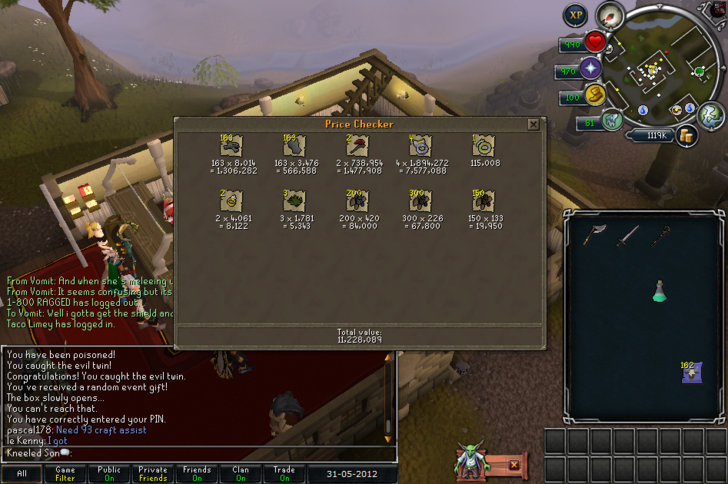 XP
990
970
100
81
1119K
Price Checker
163
163
2
4
1
163 x 8,014
= 1,306,282
163 x 3,476
= 566,588
2 x 738,954
= 1,477,908
4 x 1,894,272
= 7,577,088
115,008
2
3
200
300
150
2 x 4,061
= 8,122
3 x 1,781
= 5,343
200 x 420
= 84,000
300 x 226
= 67,800
150 x 133
= 19,950
Total value:
11,228,089
162
From Vomit: And when she's meleeing
From Vomit: It seems confusing but its
1-800 RAGGED has logged out.
To Vomit: Well i gotta get the shield and
Taco Limey has logged in.
You have been poisoned!
You caught the evil twin!
Congratulations! You caught the evil twin.
You've received a random event gift!
The box slowly opens...
You can't reach that.
You have correctly entered your PIN.
pascal178: Need 93 craft assist
le Kenny: I got
Kneeled Son:
All
Game
Filter
Public
On
Private
Friends
Friends
On
Clan
On
Trade
On
31-05-2012